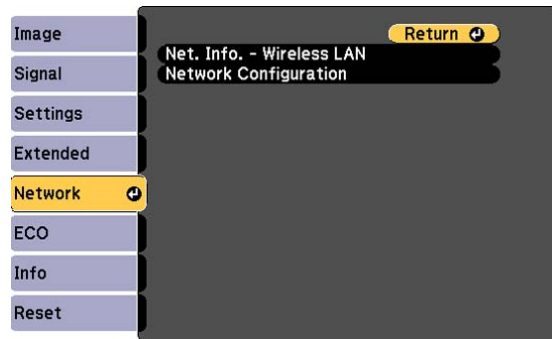 Image
Signal
Settings
Extended
Network
ECO
Info
Reset
Return
Net. Info. - Wireless LAN
Network Configuration